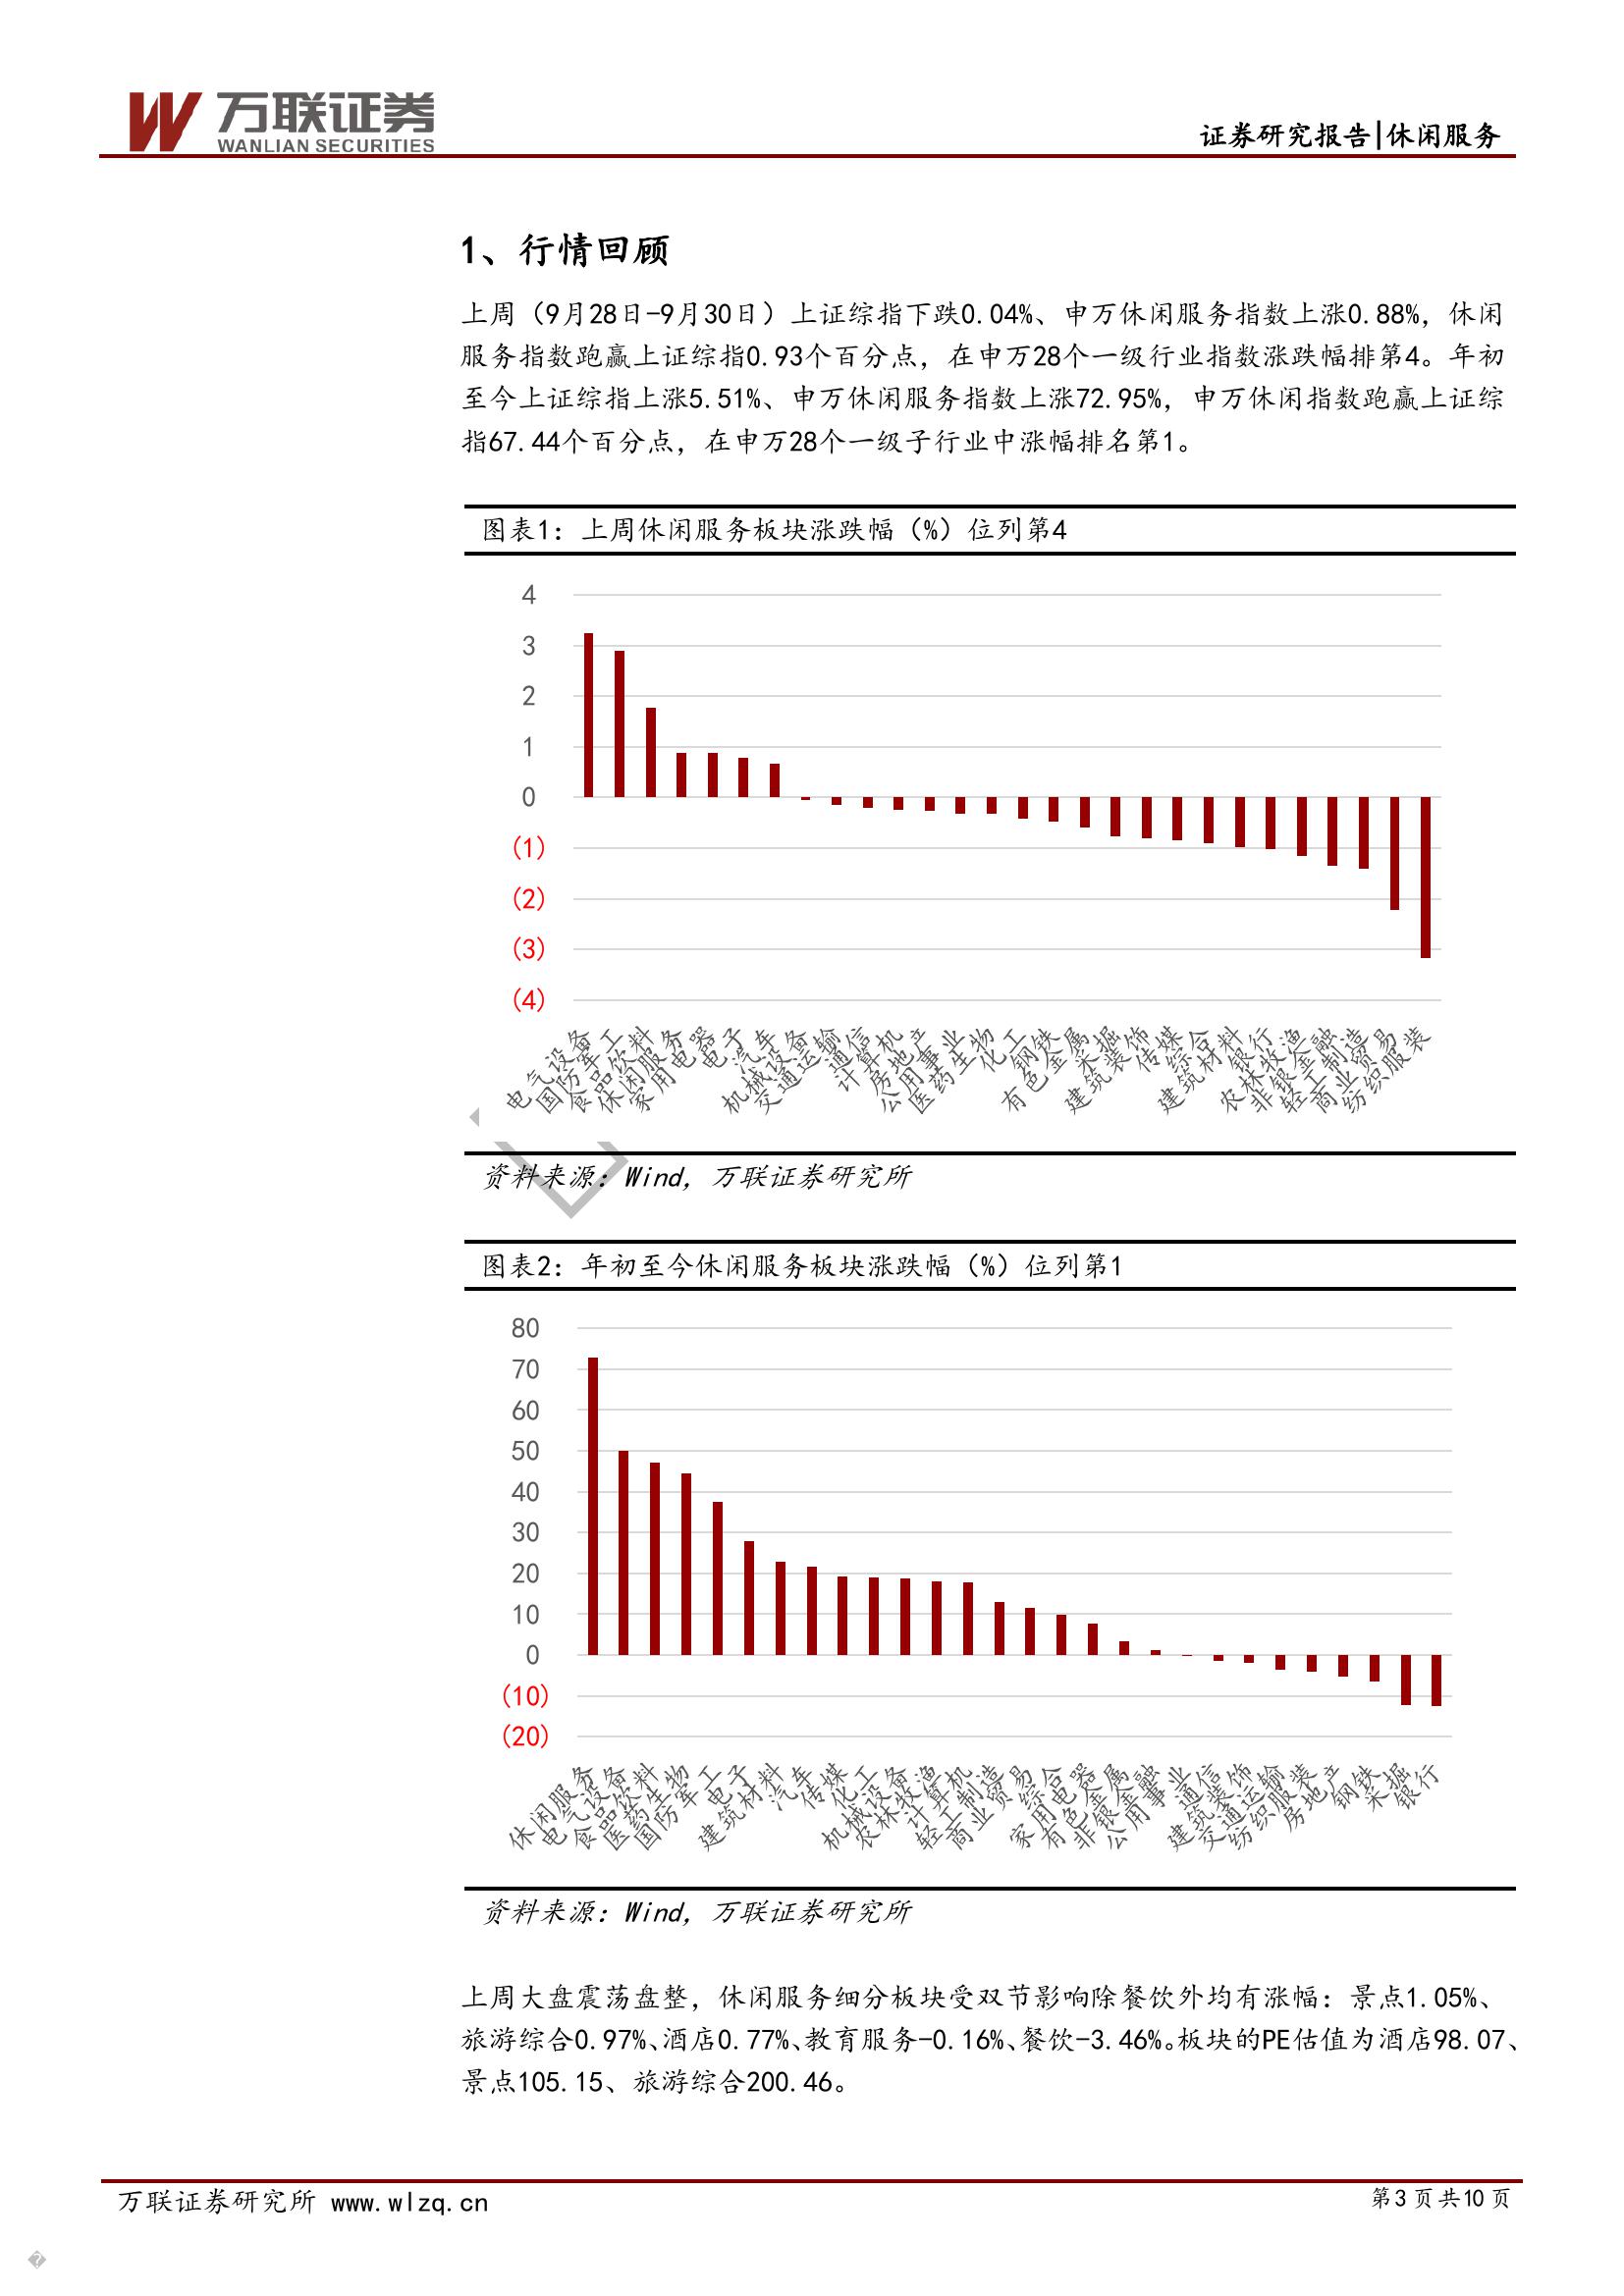 万联证券
WANLIAN SECURITIES
证券研究报告|休闲服务
1、行情回顾
上周（9月28日-9月30日）上证综指下跌0.04%、申万休闲服务指数上涨0.88%，休闲
服务指数跑赢上证综指0.93个百分点，在申万28个一级行业指数涨跌幅排第4。年初
至今上证综指上涨5.51%、申万休闲服务指数上涨72.95%，申万休闲指数跑赢上证综
指67.44个百分点，在申万28个一级子行业中涨幅排名第1。
图表1：上周休闲服务板块涨跌幅（%）位列第4
4
3
2
1
0
(1)
(2)
(3)
(4)
电气设备
国防军工
食品饮料
休闲服务
家用电器
电子
汽车
机械设备
交通运输
通信
计算机
房地产
公用事业
医药生物
化工
钢铁
有色金属
采掘
建筑装饰
传媒
综合
建筑材料
银行
农林牧渔
非银金融
轻工制造
商业贸易
纺织服装
资料来源：Wind，万联证券研究所
图表2：年初至今休闲服务板块涨跌幅（%）位列第1
80
70
60
50
40
30
20
10
0
(10)
(20)
休闲服务
电气设备
食品饮料
医药生物
国防军工
电子
建筑材料
汽车
传媒
化工
机械设备
农林牧渔
计算机
轻工制造
商业贸易
综合
家用电器
有色金属
非银金融
公用事业
通信
建筑装饰
交通运输
纺织服装
房地产
钢铁
采掘
银行
资料来源：Wind，万联证券研究所
上周大盘震荡盘整，休闲服务细分板块受双节影响除餐饮外均有涨幅：景点1.05%、
旅游综合0.97%、酒店0.77%、教育服务-0.16%、餐饮-3.46%。板块的PE估值为酒店98.07、
景点105.15、旅游综合200.46。
万联证券研究所 www.wlzq.cn
第3页共10页